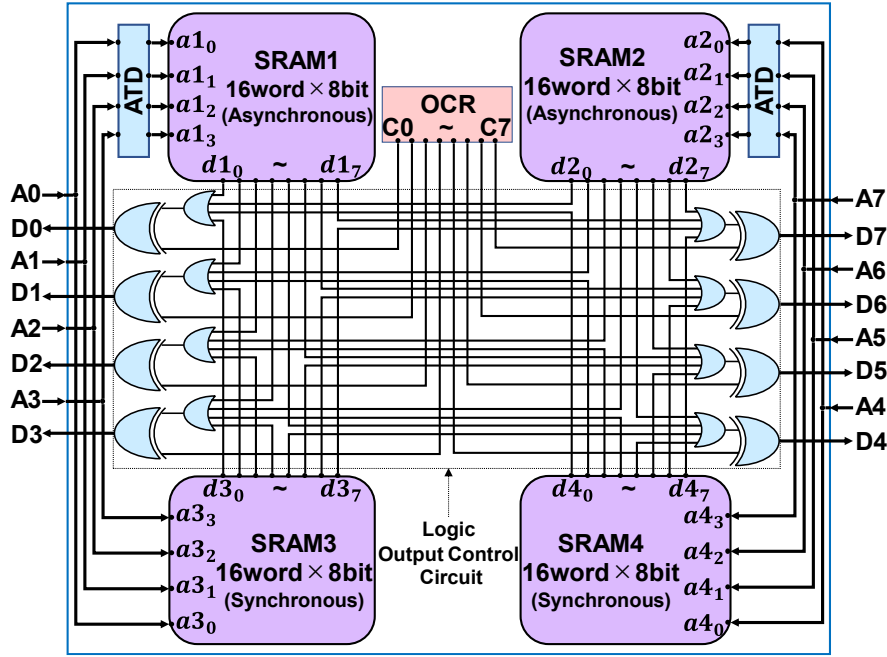 SRAM1
16word × 8bit
(Asynchronous)
ATD
a1₀
a1₁
a1₂
a1₃
d1₀ ~ d1₇
OCR
C0 ~ C7
SRAM2
16word × 8bit
(Asynchronous)
ATD
a2₀
a2₁
a2₂
a2₃
d2₀ ~ d2₇
A0
D0
A1
D1
A2
D2
A3
D3
A7
D7
A6
D6
A5
D5
A4
D4
d3₀ ~ d3₇
a3₃
a3₂
a3₁
a3₀
SRAM3
16word × 8bit
(Synchronous)
Logic
Output Control
Circuit
d4₀ ~ d4₇
SRAM4
16word × 8bit
(Synchronous)
a4₃
a4₂
a4₁
a4₀